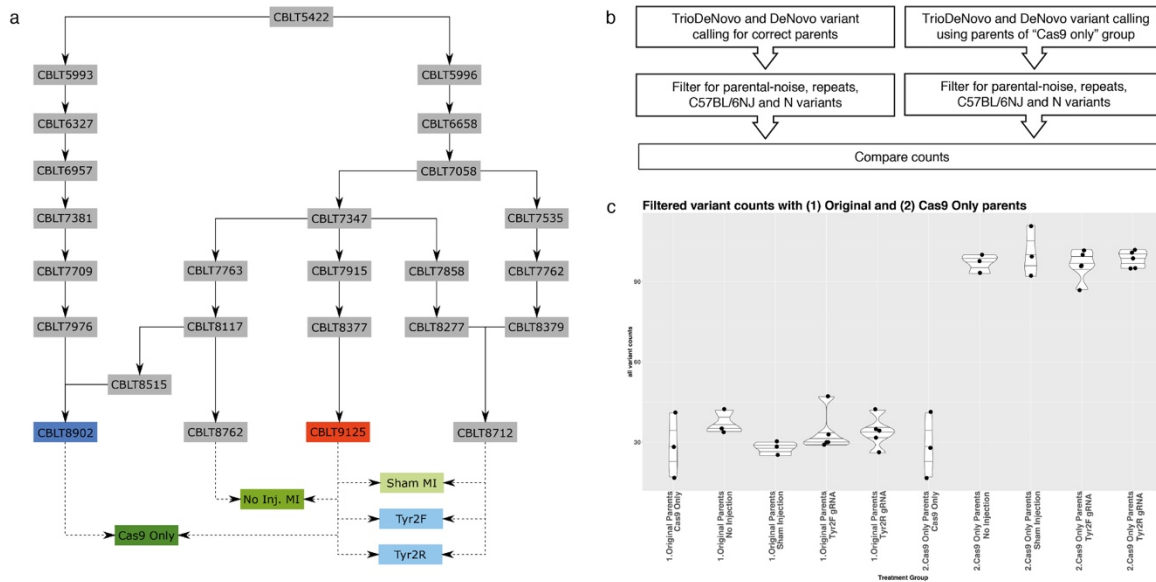 a
CBLT5422
CBLT5993
CBLT5996
CBLT6327
CBLT6658
CBLT6957
CBLT7058
CBLT7381
CBLT7347
CBLT7535
CBLT7709
CBLT7763
CBLT7915
CBLT7858
CBLT7762
CBLT7976
CBLT8117
CBLT8377
CBLT8277
CBLT8379
CBLT8515
CBLT8902
CBLT8762
CBLT9125
CBLT8712
Sham MI
No Inj. MI
Tyr2F
Cas9 Only
Tyr2R
b
TrioDeNovo and DeNovo variant
calling for correct parents
TrioDeNovo and DeNovo variant calling
using parents of “Cas9 only” group
Filter for parental-noise, repeats,
C57BL/6NJ and N variants
Filter for parental-noise, repeats,
C57BL/6NJ and N variants
Compare counts
c
Filtered variant counts with (1) Original and (2) Cas9 Only parents
all variant counts
90
60
30
1.Original Parents
Cas9 Only
1.Original Parents
No Injection
1.Original Parents
Sham Injection
1.Original Parents
Tyr2F gRNA
1.Original Parents
Tyr2R gRNA
2.Cas9 Only Parents
Cas9 Only
2.Cas9 Only Parents
No Injection
2.Cas9 Only Parents
Sham Injection
2.Cas9 Only Parents
Tyr2F gRNA
2.Cas9 Only Parents
Tyr2R gRNA
Treatment Group